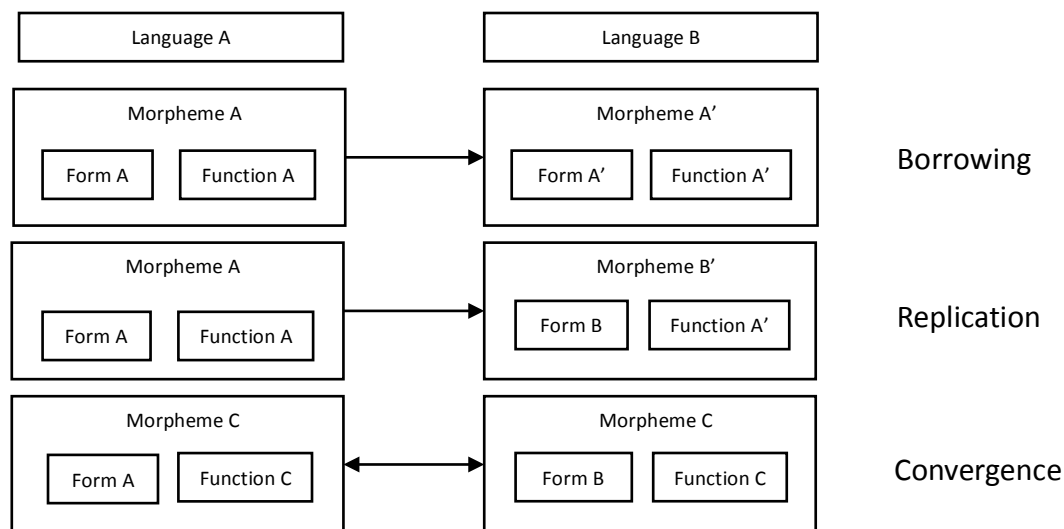 Language A
Language B
Morpheme A
Form A
Function A
Morpheme A’
Form A’
Function A’
Borrowing
Morpheme A
Form A
Function A
Morpheme B’
Form B
Function A’
Replication
Morpheme C
Form A
Function C
Morpheme C
Form B
Function C
Convergence